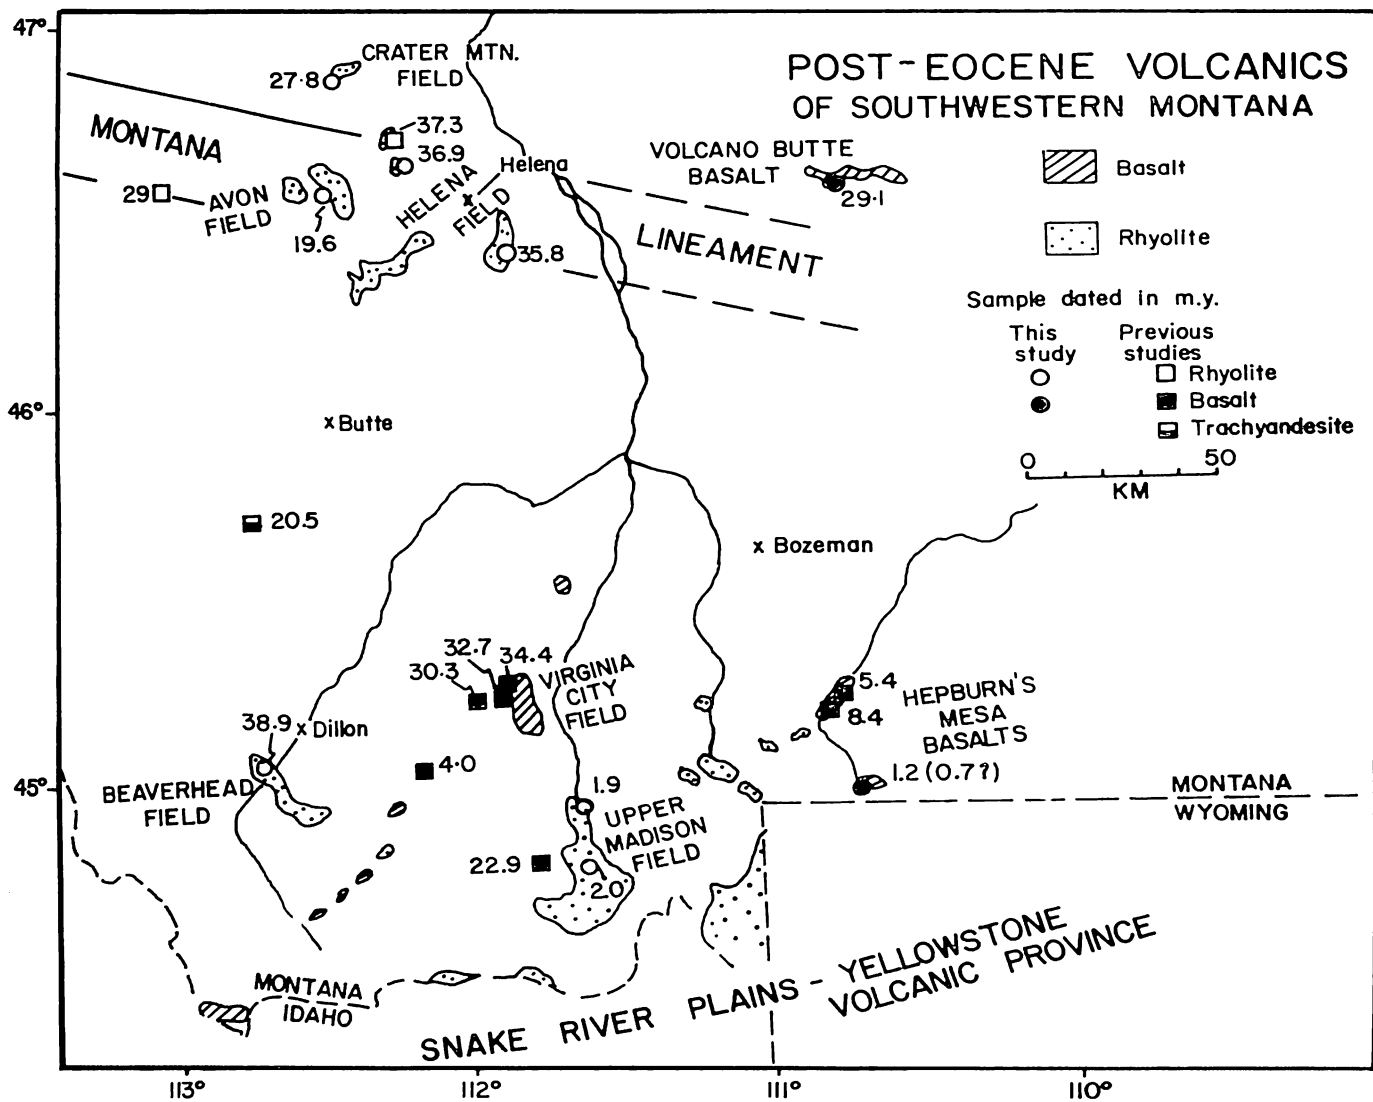 47°
CRATER MTN.
FIELD
27.8
POST-EOCENE VOLCANICS
OF SOUTHWESTERN MONTANA
MONTANA
37.3
36.9
Helena
VOLCANO BUTTE
BASALT
29.1
Basalt
29
AVON
FIELD
19.6
HELENA
FIELD
35.8
LINEAMENT
Rhyolite
Sample dated in m.y.
This
study
Previous
studies
Rhyolite
Basalt
Trachyandesite
0
50
KM
46°
x Butte
20.5
x Bozeman
32.7
34.4
30.3
VIRGINIA
CITY
FIELD
5.4
8.4
HEPBURN'S
MESA
BASALTS
38.9
x Dillon
4.0
1.2 (0.7?)
45°
BEAVERHEAD
FIELD
1.9
UPPER
MADISON
FIELD
22.9
2.0
MONTANA
WYOMING
MONTANA
IDAHO
SNAKE RIVER PLAINS - YELLOWSTONE
VOLCANIC PROVINCE
113°
112°
111°
110°